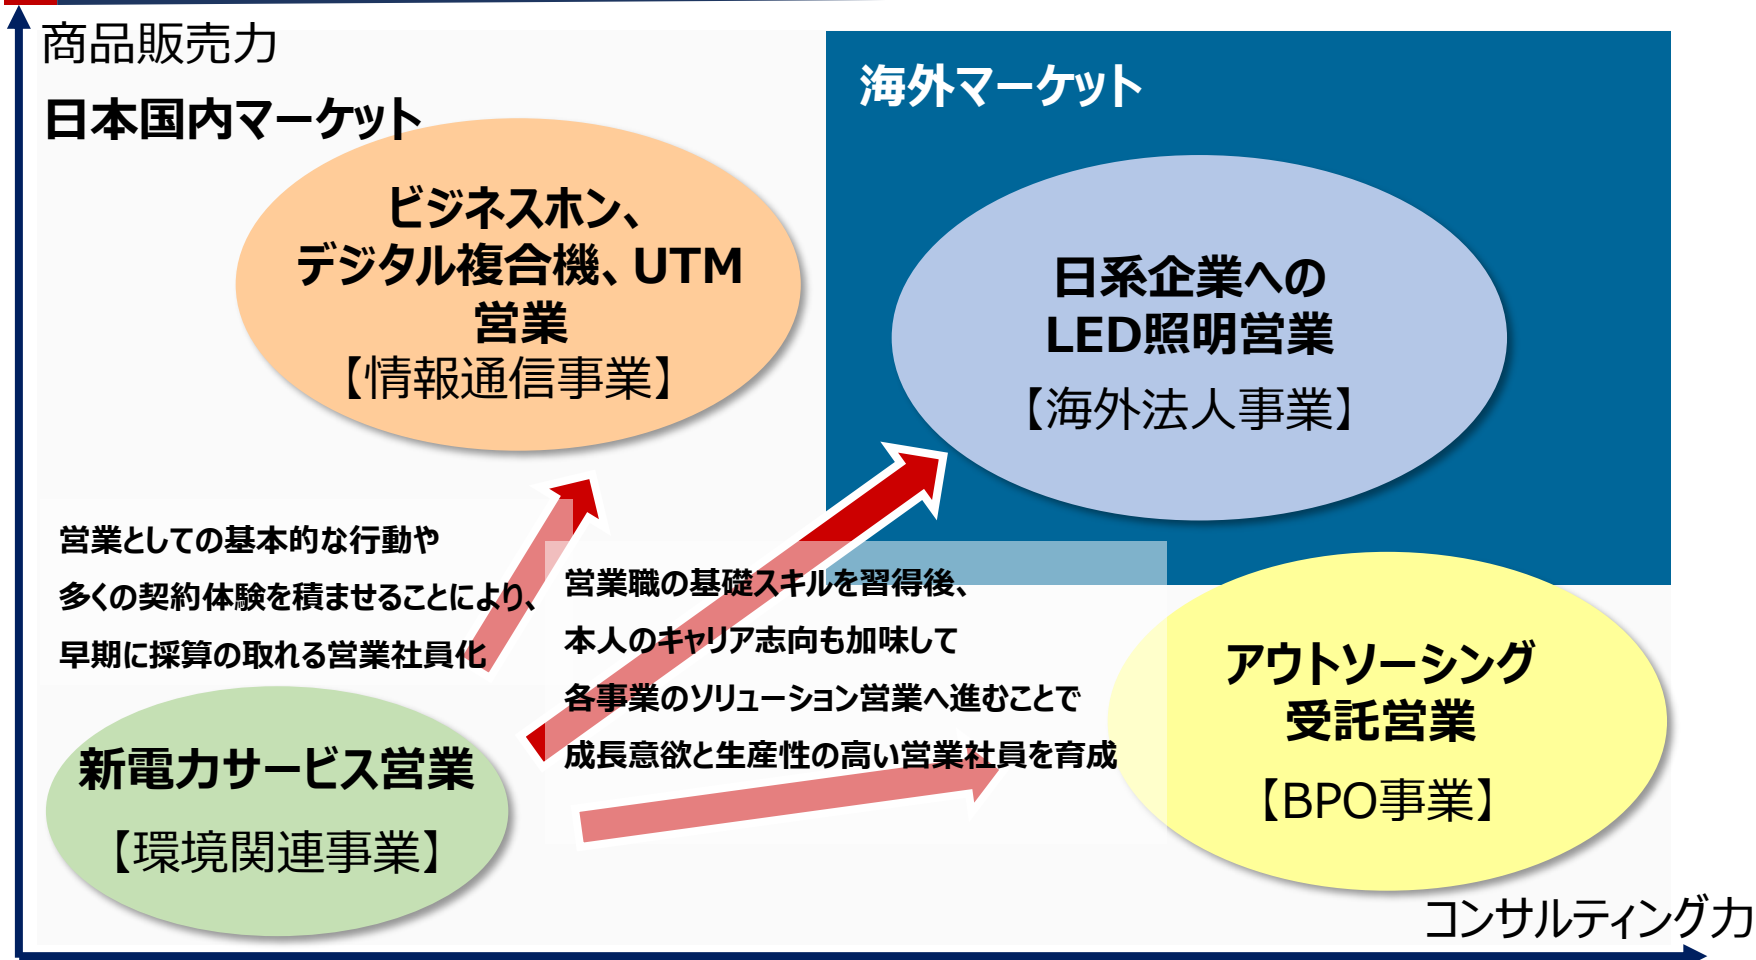 商品販売力
日本国内マーケット
海外マーケット
ビジネスホン、
デジタル複合機、UTM
営業
【情報通信事業】
日系企業への
LED照明営業
【海外法人事業】
営業としての基本的な行動や
多くの契約体験を積ませることにより、
早期に採算の取れる営業社員化
営業職の基礎スキルを習得後、
本人のキャリア志向も加味して
各事業のソリューション営業へ進むことで
成長意欲と生産性の高い営業社員を育成
アウトソーシング
受託営業
【BPO事業】
新電力サービス営業
【環境関連事業】
コンサルティング力